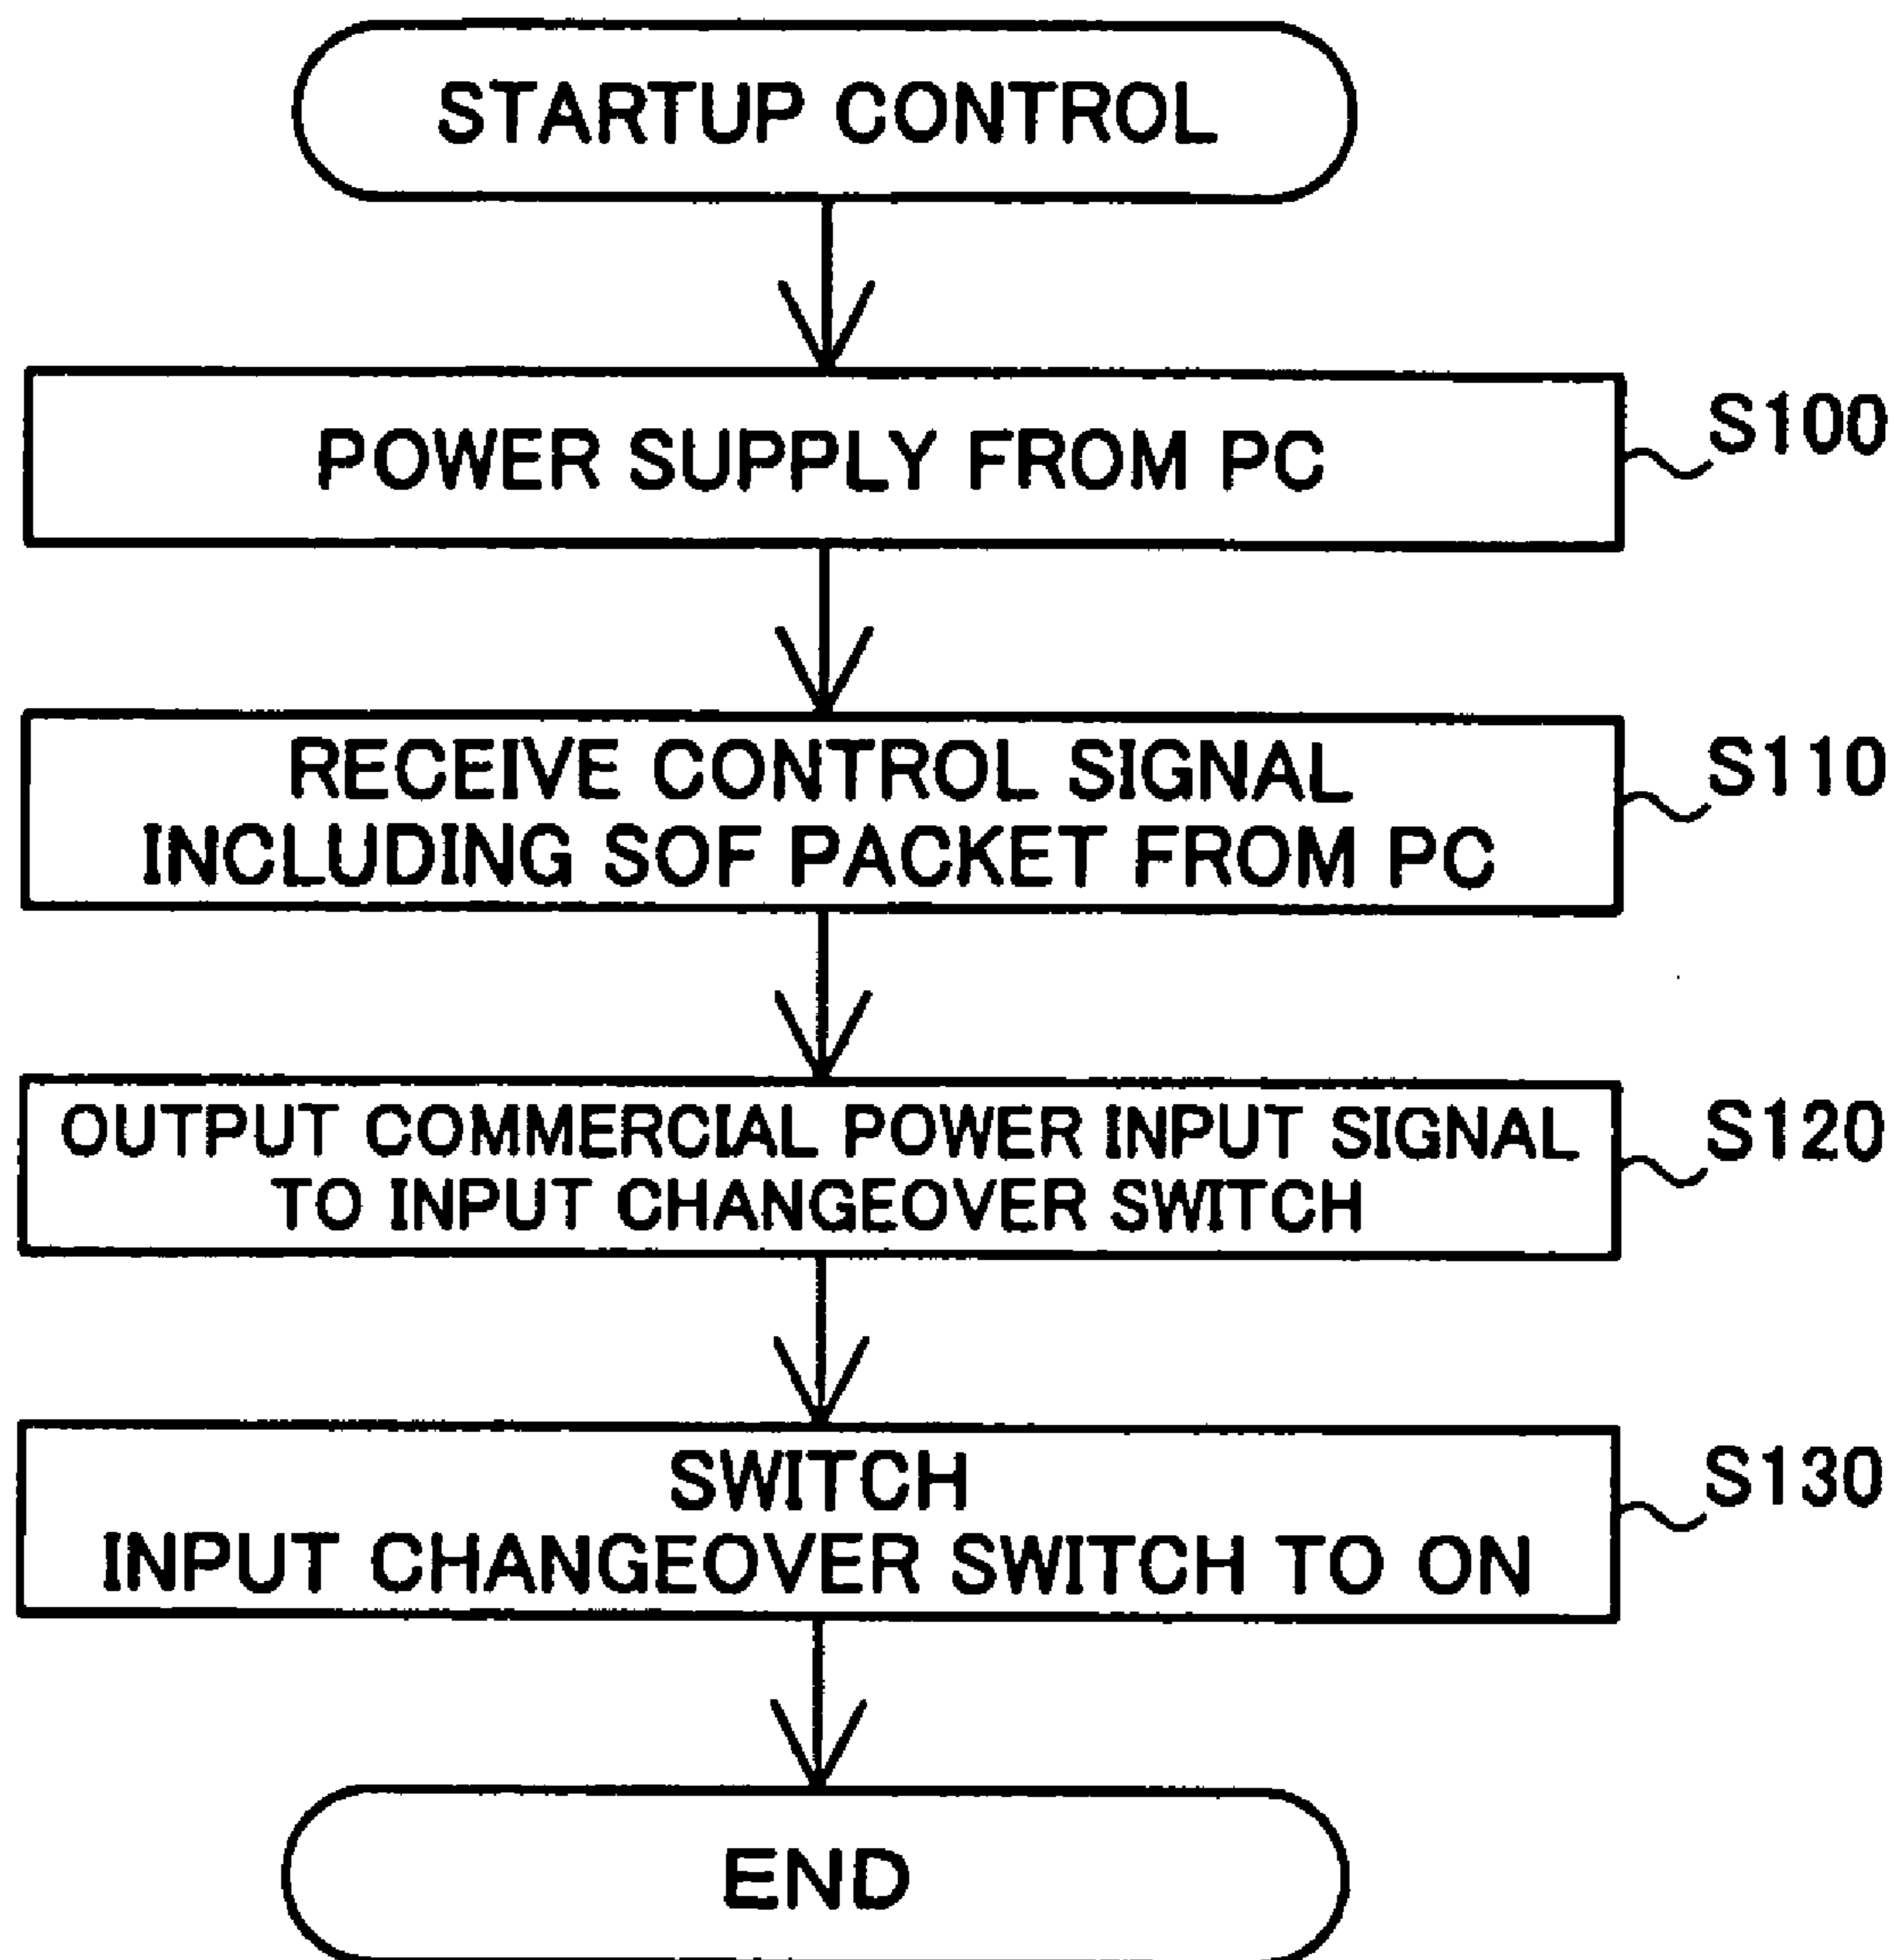 STARTUP CONTROL
POWER SUPPLY FROM PC
S100
RECEIVE CONTROL SIGNAL
INCLUDING SOF PACKET FROM PC
S110
OUTPUT COMMERCIAL POWER INPUT SIGNAL
TO INPUT CHANGEOVER SWITCH
S120
SWITCH
INPUT CHANGEOVER SWITCH TO ON
S130
END